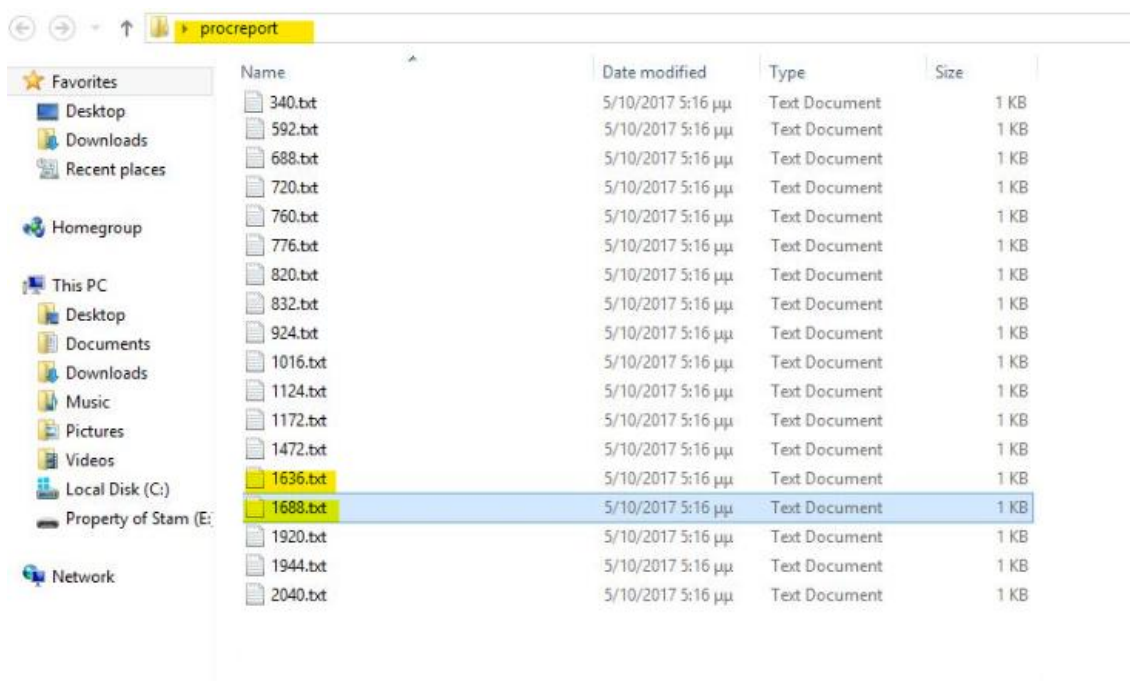 procreport
Favorites
Desktop
Downloads
Recent places
Homegroup
This PC
Desktop
Documents
Downloads
Music
Pictures
Videos
Local Disk (C:)
Property of Stam (E:
Network
Name Date modified Type Size
340.txt 5/10/2017 5:16 μμ Text Document 1 KB
592.txt 5/10/2017 5:16 μμ Text Document 1 KB
688.txt 5/10/2017 5:16 μμ Text Document 1 KB
720.txt 5/10/2017 5:16 μμ Text Document 1 KB
760.txt 5/10/2017 5:16 μμ Text Document 1 KB
776.txt 5/10/2017 5:16 μμ Text Document 1 KB
820.txt 5/10/2017 5:16 μμ Text Document 1 KB
832.txt 5/10/2017 5:16 μμ Text Document 1 KB
924.txt 5/10/2017 5:16 μμ Text Document 1 KB
1016.txt 5/10/2017 5:16 μμ Text Document 1 KB
1124.txt 5/10/2017 5:16 μμ Text Document 1 KB
1172.txt 5/10/2017 5:16 μμ Text Document 1 KB
1472.txt 5/10/2017 5:16 μμ Text Document 1 KB
1636.txt 5/10/2017 5:16 μμ Text Document 1 KB
1688.txt 5/10/2017 5:16 μμ Text Document 1 KB
1920.txt 5/10/2017 5:16 μμ Text Document 1 KB
1944.txt 5/10/2017 5:16 μμ Text Document 1 KB
2040.txt 5/10/2017 5:16 μμ Text Document 1 KB